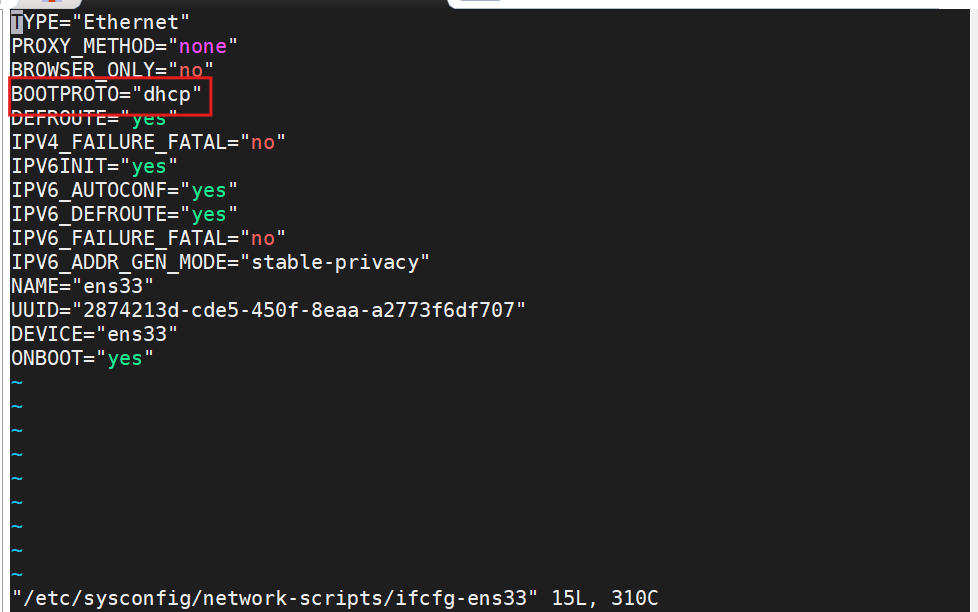 TYPE="Ethernet"
PROXY_METHOD="none"
BROWSER_ONLY="no"
BOOTPROTO="dhcp"
DEFROUTE="yes"
IPV4_FAILURE_FATAL="no"
IPV6INIT="yes"
IPV6_AUTOCONF="yes"
IPV6_DEFROUTE="yes"
IPV6_FAILURE_FATAL="no"
IPV6_ADDR_GEN_MODE="stable-privacy"
NAME="ens33"
UUID="2874213d-cde5-450f-8eaa-a2773f6df707"
DEVICE="ens33"
ONBOOT="yes"
~
~
~
~
~
~
~
~
~
"/etc/sysconfig/network-scripts/ifcfg-ens33" 15L, 310C